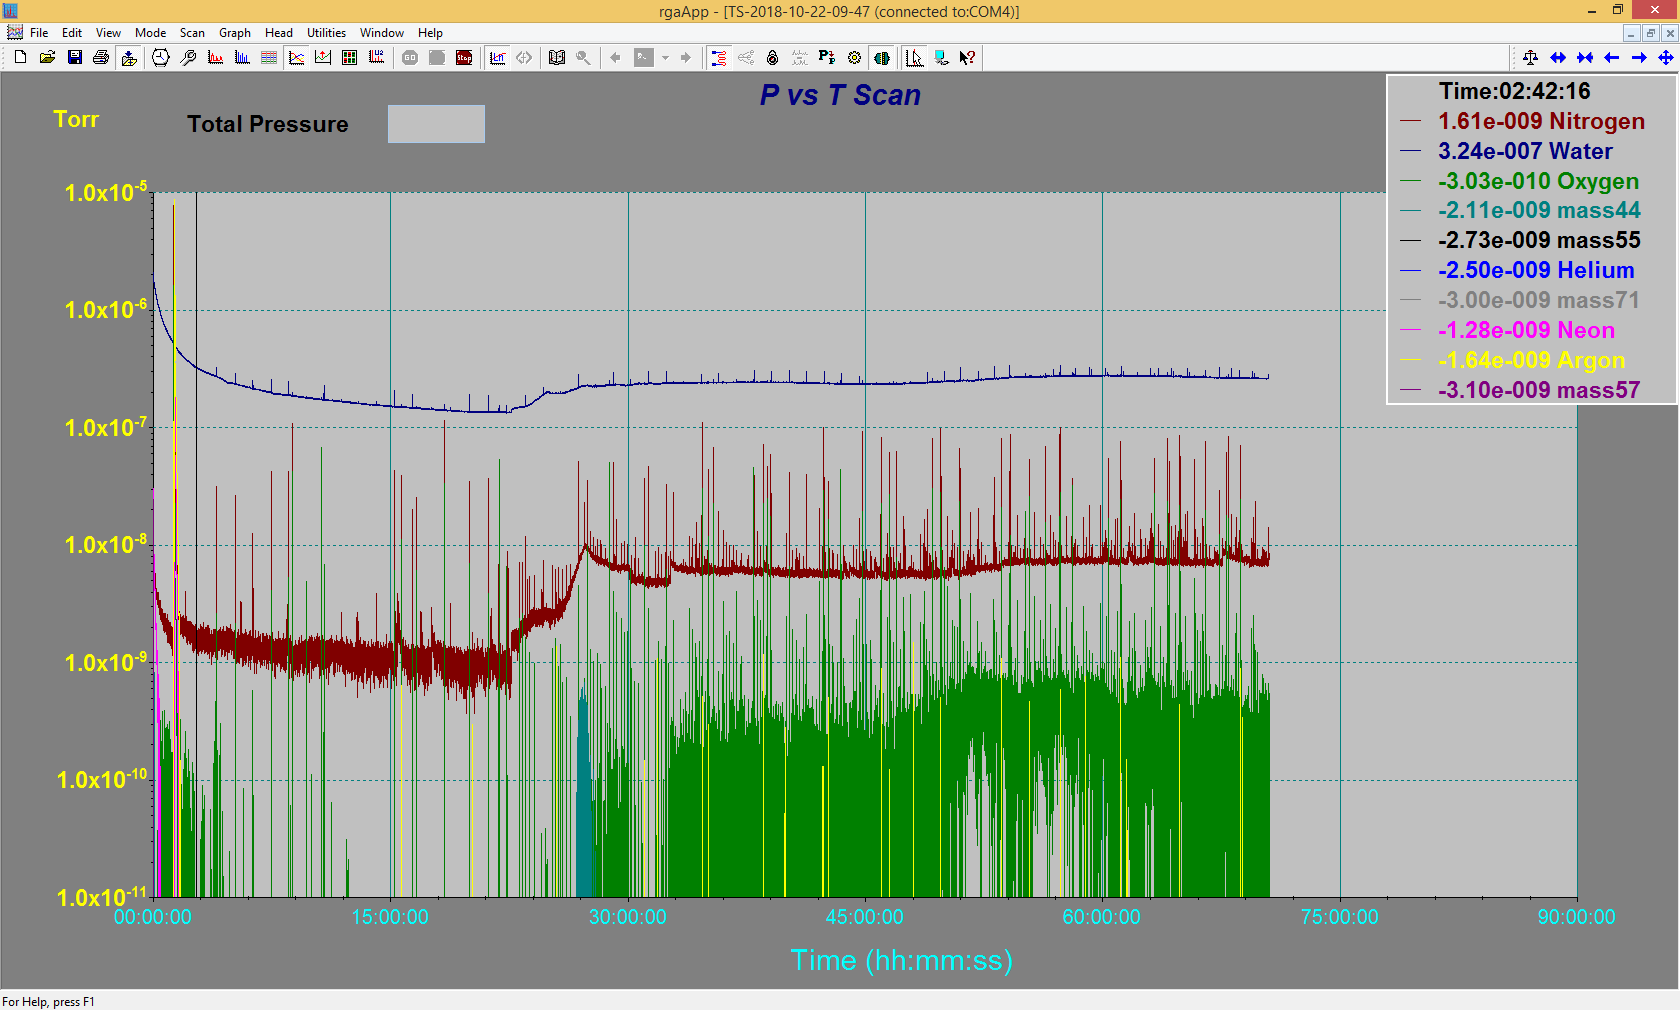 rgaApp - [TS-2018-10-22-09-47 (connected to:COM4)]
File Edit View Mode Scan Graph Head Utilities Window Help
GO Stop
P vs T Scan
Torr
Total Pressure
Time:02:42:16
1.61e-009 Nitrogen
3.24e-007 Water
-3.03e-010 Oxygen
-2.11e-009 mass44
-2.73e-009 mass55
-2.50e-009 Helium
-3.00e-009 mass71
-1.28e-009 Neon
-1.64e-009 Argon
-3.10e-009 mass57
1.0x10-5
1.0x10-6
1.0x10-7
1.0x10-8
1.0x10-9
1.0x10-10
1.0x10-11
00:00:00 15:00:00 30:00:00 45:00:00 60:00:00 75:00:00 90:00:00
Time (hh:mm:ss)
For Help, press F1